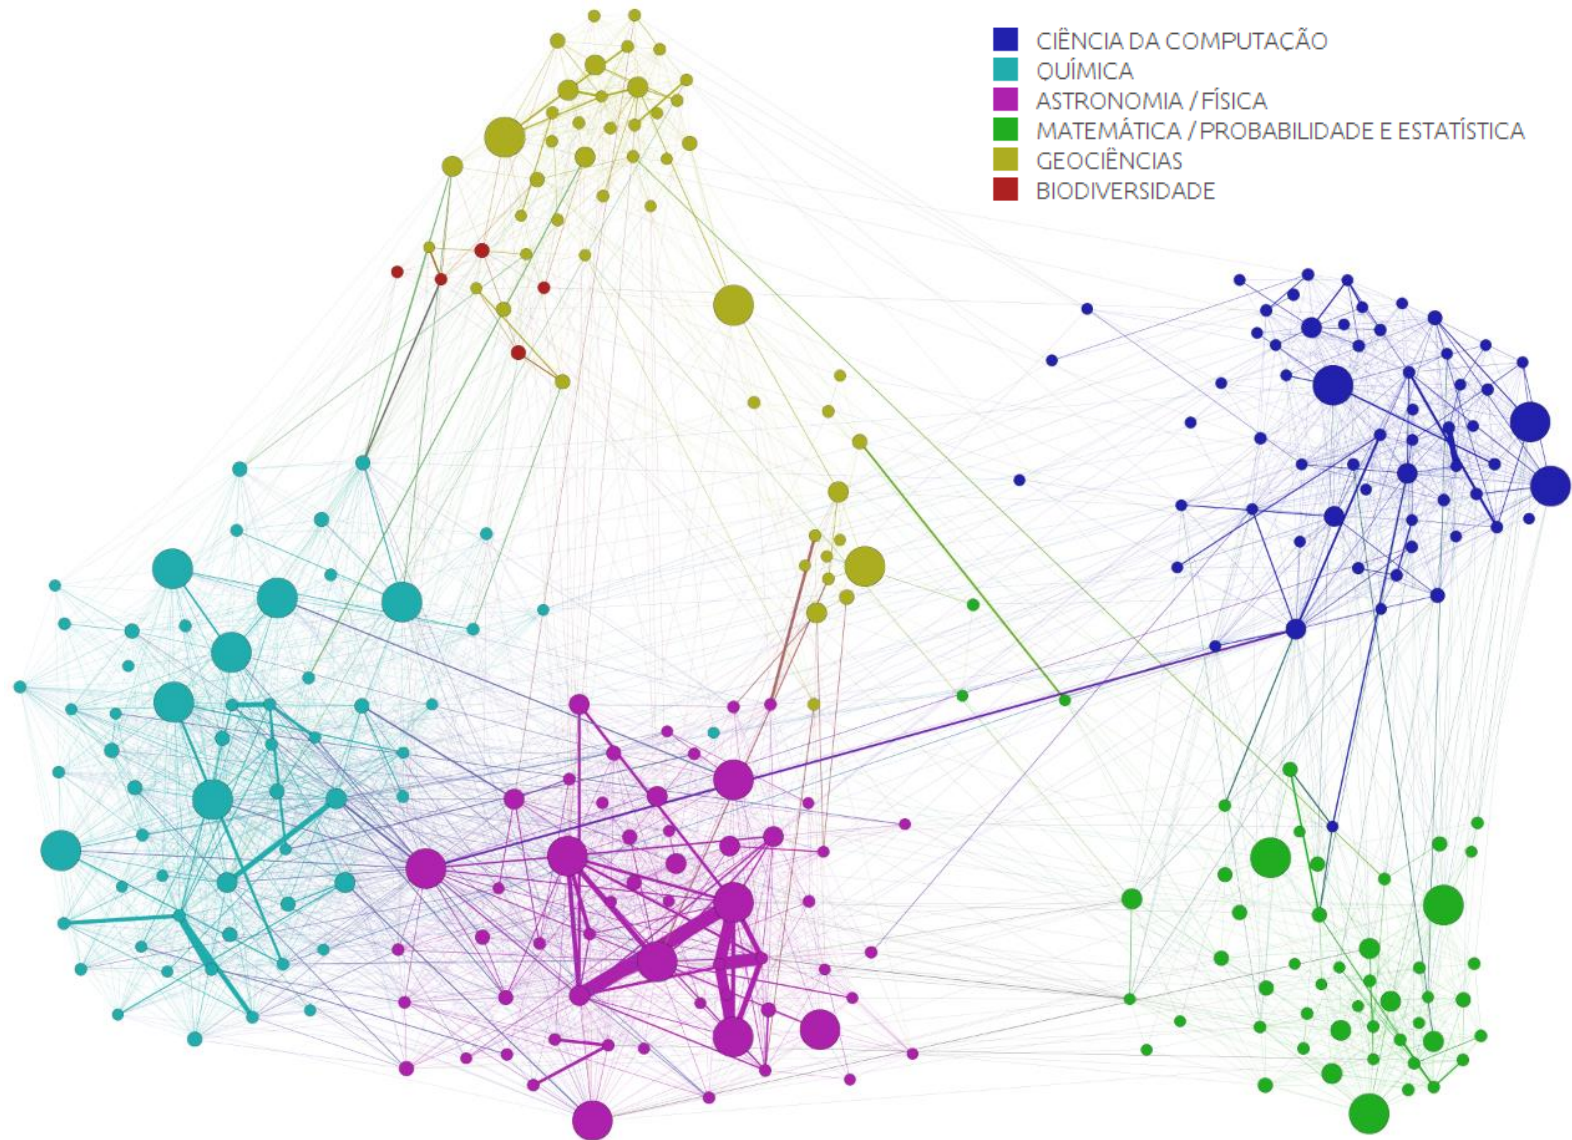 CIÊNCIA DA COMPUTAÇÃO
QUÍMICA
ASTRONOMIA / FÍSICA
MATEMÁTICA / PROBABILIDADE E ESTATÍSTICA
GEOCIÊNCIAS
BIODIVERSIDADE